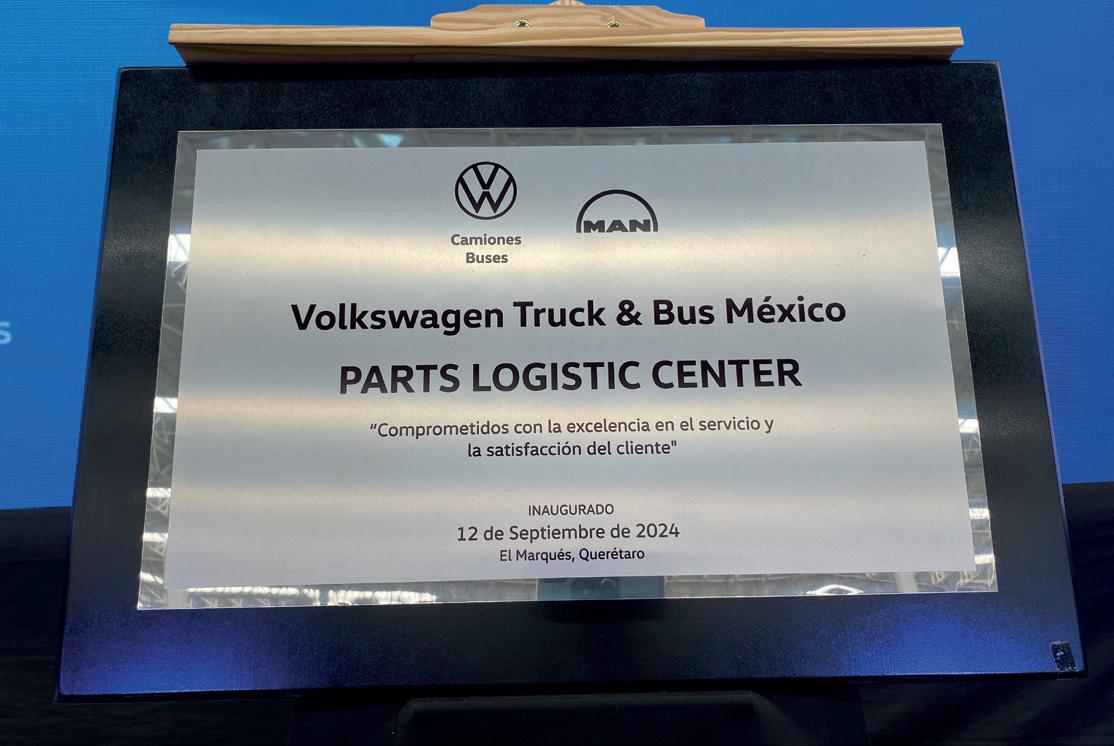 MAN
Camiones
Buses
Volkswagen Truck & Bus México
PARTS LOGISTIC CENTER
“Comprometidos con la excelencia en el servicio y
la satisfacción del cliente"
INAUGURADO
12 de Septiembre de 2024
El Marqués, Querétaro
s